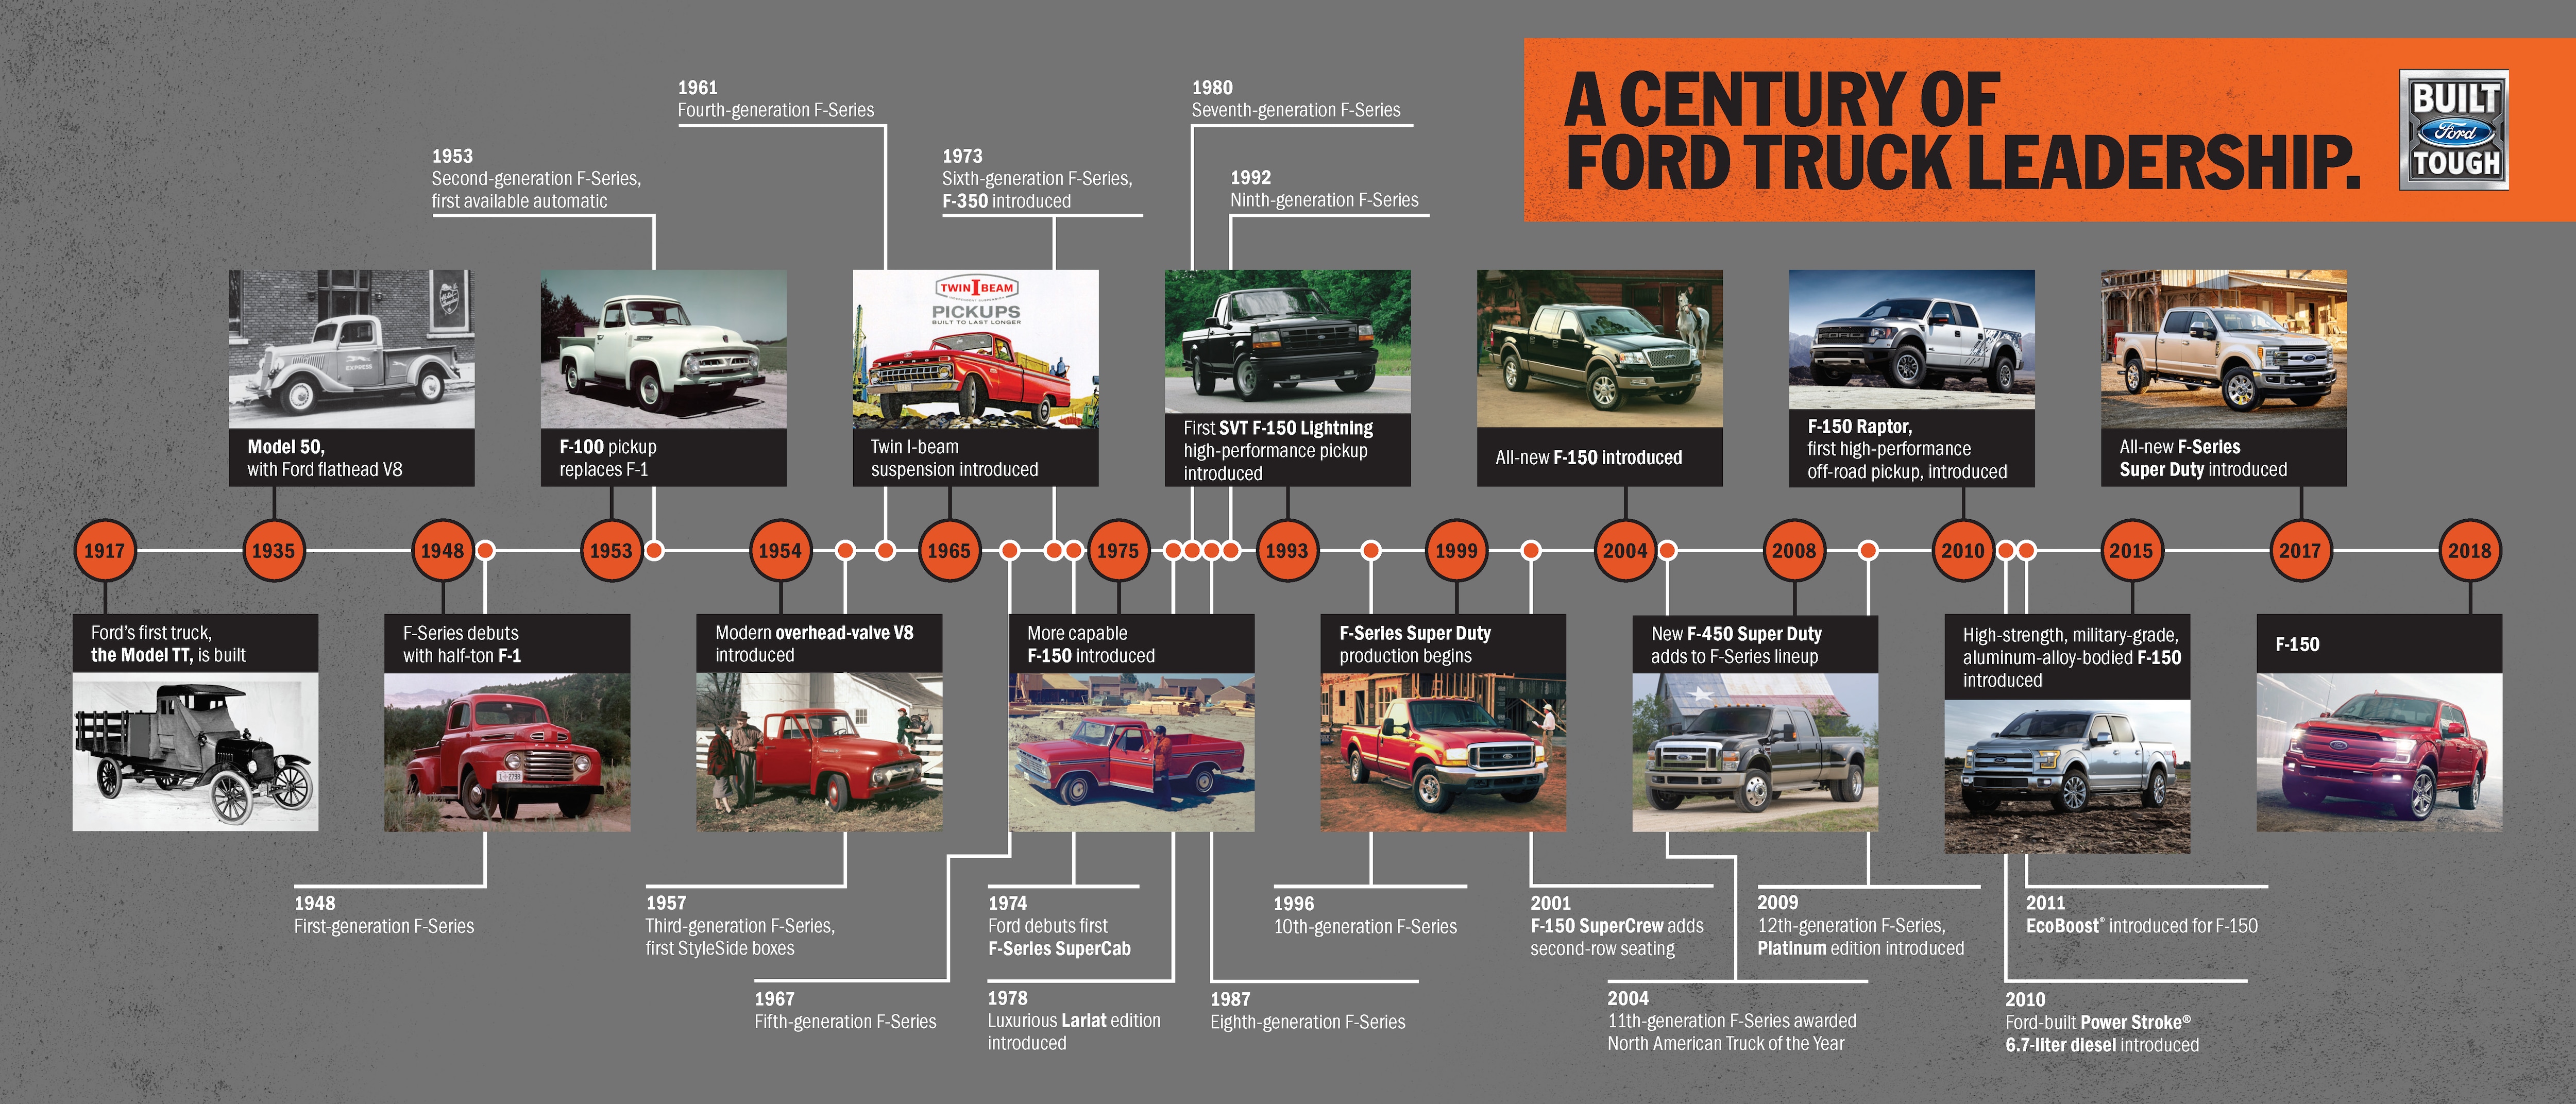 A CENTURY OF
FORD TRUCK LEADERSHIP.
BUILT
Ford
TOUGH
1961
Fourth-generation F-Series
1980
Seventh-generation F-Series
1953
Second-generation F-Series,
first available automatic
1973
Sixth-generation F-Series,
F-350 introduced
1992
Ninth-generation F-Series
EXPRESS
Model 50,
with Ford flathead V8
F-100 pickup
replaces F-1
TWIN I BEAM
PICKUPS
BUILT TO LAST LONGER
Twin I-beam
suspension introduced
First SVT F-150 Lightning
high-performance pickup
introduced
All-new F-150 introduced
F-150 Raptor,
first high-performance
off-road pickup, introduced
All-new F-Series
Super Duty introduced
1917
1935
1948
1953
1954
1965
1975
1993
1999
2004
2008
2010
2015
2017
2018
Ford's first truck,
the Model TT, is built
F-Series debuts
with half-ton F-1
Modern overhead-valve V8
introduced
More capable
F-150 introduced
F-Series Super Duty
production begins
New F-450 Super Duty
adds to F-Series lineup
High-strength, military-grade,
aluminum-alloy-bodied F-150
introduced
F-150
1948
First-generation F-Series
1957
Third-generation F-Series,
first StyleSide boxes
1974
Ford debuts first
F-Series SuperCab
1996
10th-generation F-Series
2001
F-150 SuperCrew adds
second-row seating
2009
12th-generation F-Series,
Platinum edition introduced
2011
EcoBoost® introduced for F-150
1967
Fifth-generation F-Series
1978
Luxurious Lariat edition
introduced
1987
Eighth-generation F-Series
2004
11th-generation F-Series awarded
North American Truck of the Year
2010
Ford-built Power Stroke®
6.7-liter diesel introduced